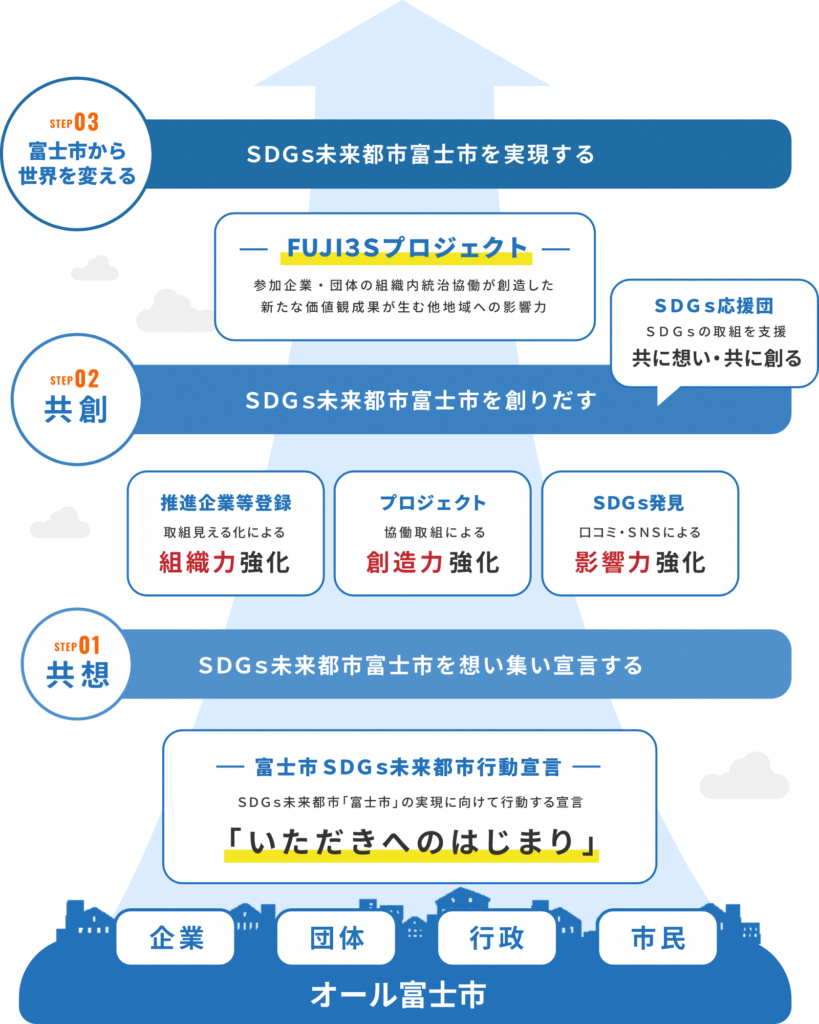 STEP03
富士市から
世界を変える
SDGs未来都市富士市を実現する
FUJI3Sプロジェクト
参加企業・団体の組織内統治協働が創造した
新たな価値観成果が生む他地域への影響力
SDGs応援団
SDGsの取組を支援
共に想い・共に創る
STEP02
共創
SDGs未来都市富士市を創りだす
推進企業等登録
取組見える化による
組織力強化
プロジェクト
協働取組による
創造力強化
SDGs発見
口コミ・SNSによる
影響力強化
STEP01
共想
SDGs未来都市富士市を想い集い宣言する
富士市SDGs未来都市行動宣言
SDGs未来都市「富士市」の実現に向けて行動する宣言
「いただきへのはじまり」
企業
団体
行政
市民
オール富士市